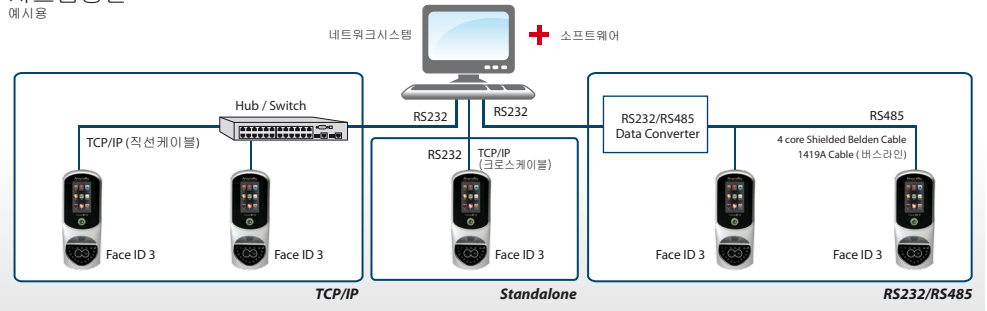 예시용
네트워크시스템
소프트웨어
Hub / Switch
RS232
RS232
RS232/RS485
Data Converter
RS485
TCP/IP (직선케이블)
RS232
TCP/IP
(크로스케이블)
4 core Shielded Belden Cable
1419A Cable ( 버스라인)
Face ID 3
Face ID 3
Face ID 3
Face ID 3
Face ID 3
TCP/IP
Standalone
RS232/RS485